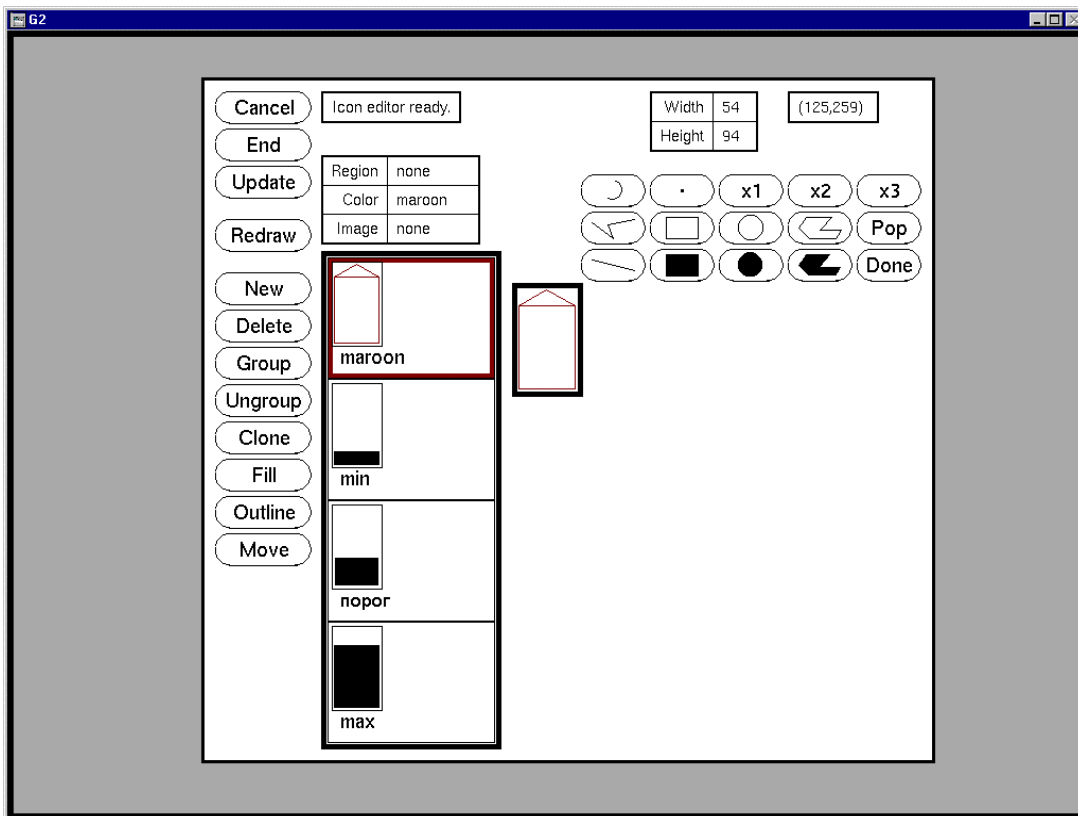 G2
Cancel
Icon editor ready.
Width 54
(125,259)
End
Height 94
Update
Region none
Color maroon
Image none
x1 x2 x3
Redraw
Pop
Done
New
Delete
Group
Ungroup
Clone
Fill
Outline
Move
maroon
min
порог
max